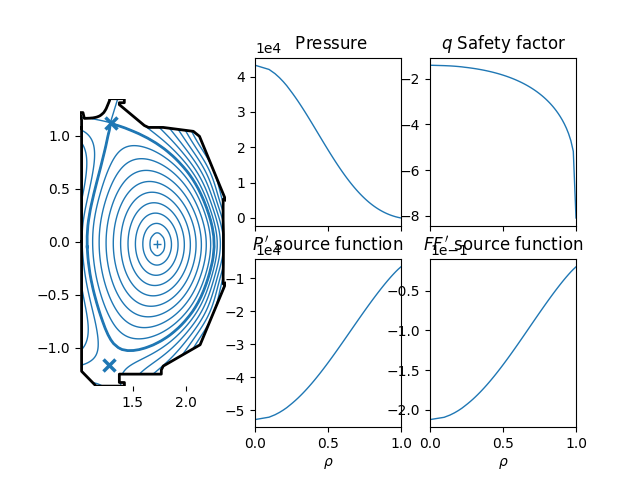 Pressure
1e4
4
3
2
1
0
q Safety factor
−2
−4
−6
−8
1.0
0.5
0.0
−0.5
−1.0
1.5 2.0
P′ source function
1e4
−1
−2
−3
−4
−5
0.0 0.5 1.0
ρ
FF′ source function
1e−1
−0.5
−1.0
−1.5
−2.0
0.0 0.5 1.0
ρ